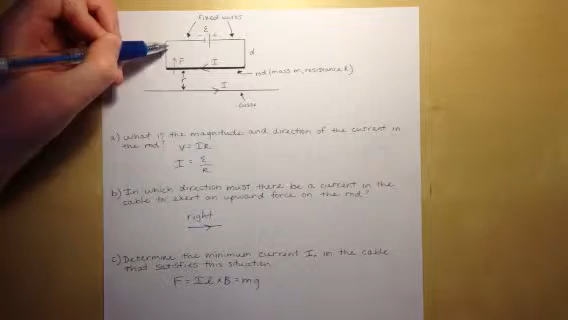 fixed wires
- ε +
d
F
I
rod (mass m, resistance R)
r
I
cable
a) What is the magnitude and direction of the current in
the rod? V = IR
I = ε/R
b) In which direction must there be a current in the
cable to exert an upward force on the rod?
right
c) Determine the minimum current I₀ in the cable
that satisfies this situation.
F = Iℓ × B = mg